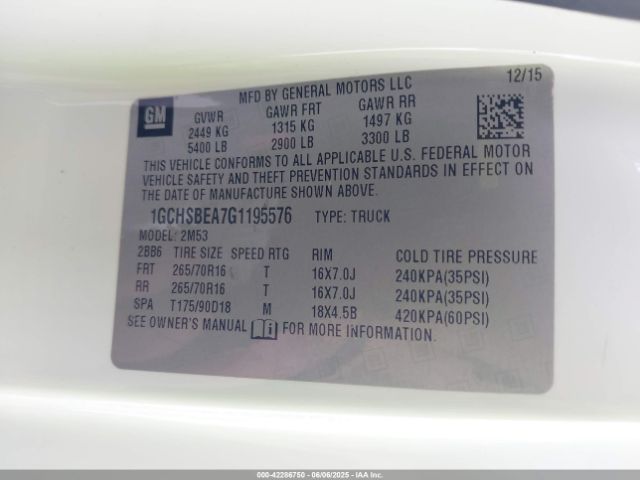 12/15
MFD BY GENERAL MOTORS LLC
GM
GVWR GAWR FRT GAWR RR
2449 KG 1315 KG 1497 KG
5400 LB 2900 LB 3300 LB
THIS VEHICLE CONFORMS TO ALL APPLICABLE U.S. FEDERAL MOTOR
VEHICLE SAFETY AND THEFT PREVENTION STANDARDS IN EFFECT ON
THE DATE OF MANUFACTURE SHOWN ABOVE.
1GCHSBEA7G1195576 TYPE: TRUCK
MODEL: 2M53
2BB6 TIRE SIZE SPEED RTG RIM COLD TIRE PRESSURE
FRT 265/70R16 T 16X7.0J 240KPA(35PSI)
RR 265/70R16 T 16X7.0J 240KPA(35PSI)
SPA T175/90D18 M 18X4.5B 420KPA(60PSI)
SEE OWNER'S MANUAL FOR MORE INFORMATION.
000-42286750 - 06/06/2025 - IAA Inc.